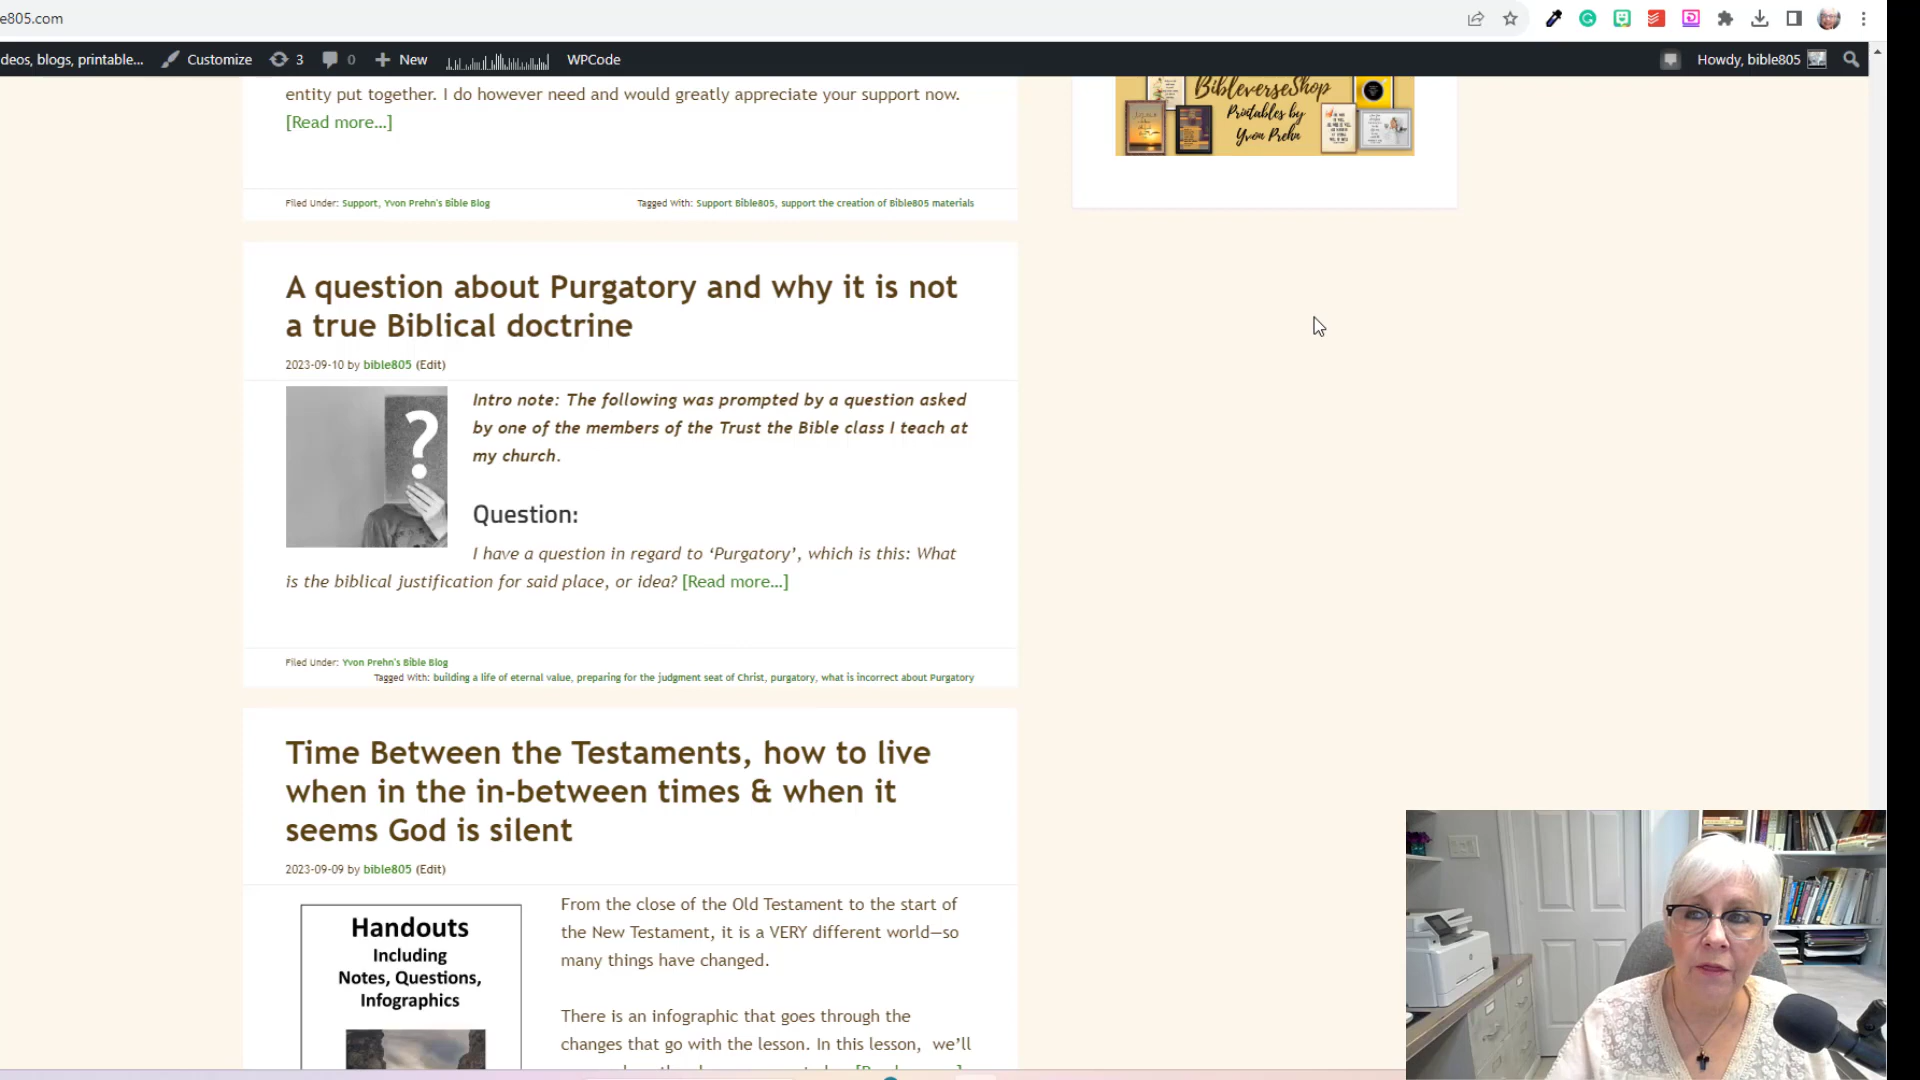 e805.com
deos, blogs, printable... Customize 3 0 New WPCode Howdy, bible805
entity put together. I do however need and would greatly appreciate your support now.
[Read more...]
Filed Under: Support, Yvon Prehn's Bible Blog Tagged With: Support Bible805, support the creation of Bible805 materials
BibleverseShop
Printables by
Yvon Prehn
A question about Purgatory and why it is not
a true Biblical doctrine
2023-09-10 by bible805 (Edit)
?
Intro note: The following was prompted by a question asked
by one of the members of the Trust the Bible class I teach at
my church.
Question:
I have a question in regard to ‘Purgatory’, which is this: What
is the biblical justification for said place, or idea? [Read more...]
Filed Under: Yvon Prehn's Bible Blog
Tagged With: building a life of eternal value, preparing for the judgment seat of Christ, purgatory, what is incorrect about Purgatory
Time Between the Testaments, how to live
when in the in-between times & when it
seems God is silent
2023-09-09 by bible805 (Edit)
Handouts
Including
Notes, Questions,
Infographics
From the close of the Old Testament to the start of
the New Testament, it is a VERY different world—so
many things have changed.
There is an infographic that goes through the
changes that go with the lesson. In this lesson, we’ll